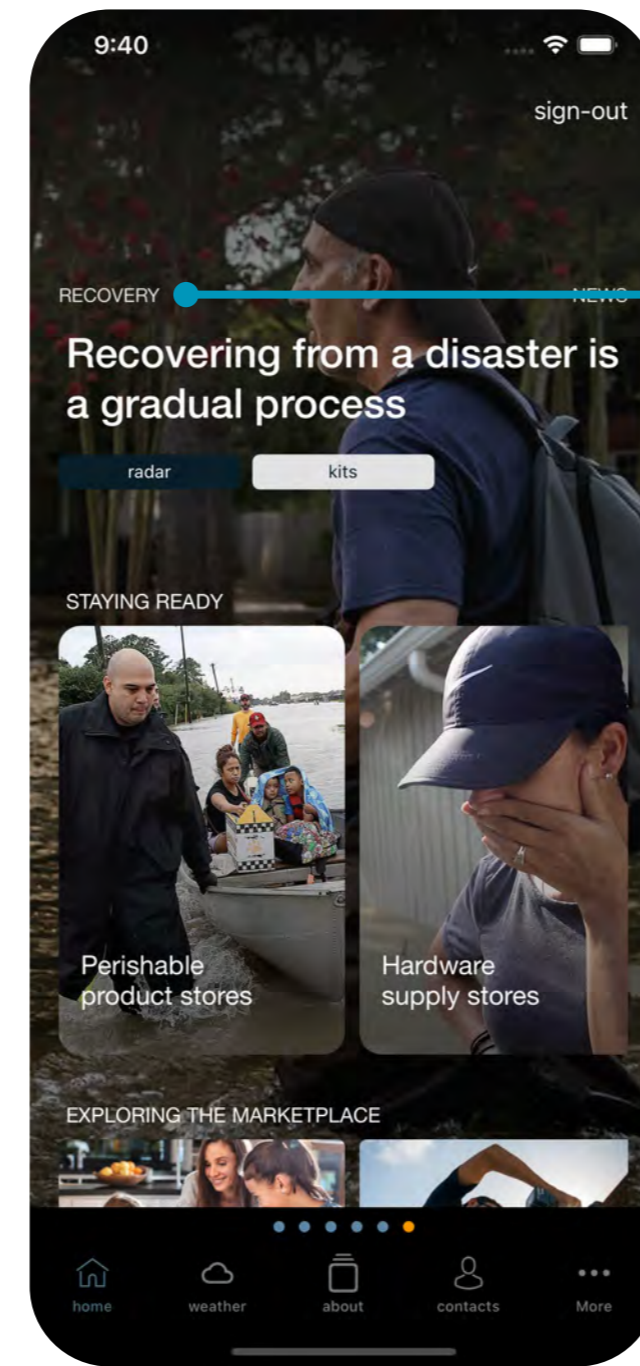 9:40
sign-out
RECOVERY NEWS
Recovering from a disaster is
a gradual process
radar kits
STAYING READY
Perishable
product stores
Hardware
supply stores
EXPLORING THE MARKETPLACE
home weather about contacts More